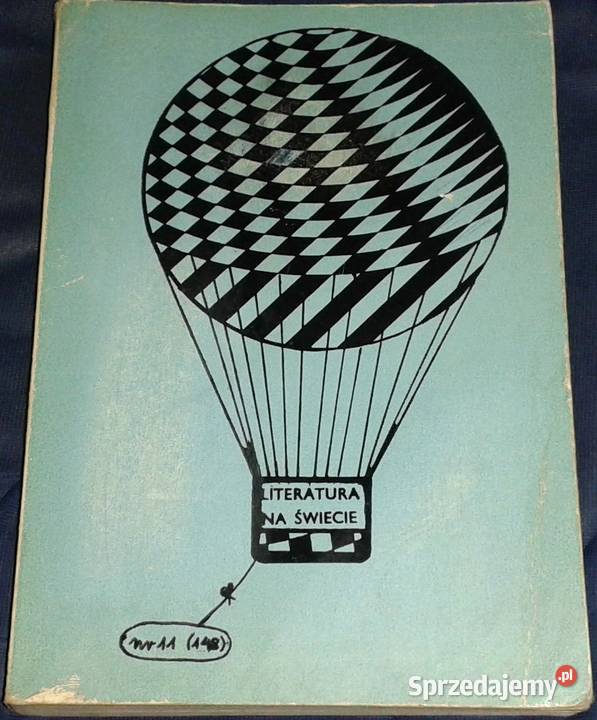 LITERATURA
NA ŚWIECIE
nr 11 (148)
Sprzedajemy.pl